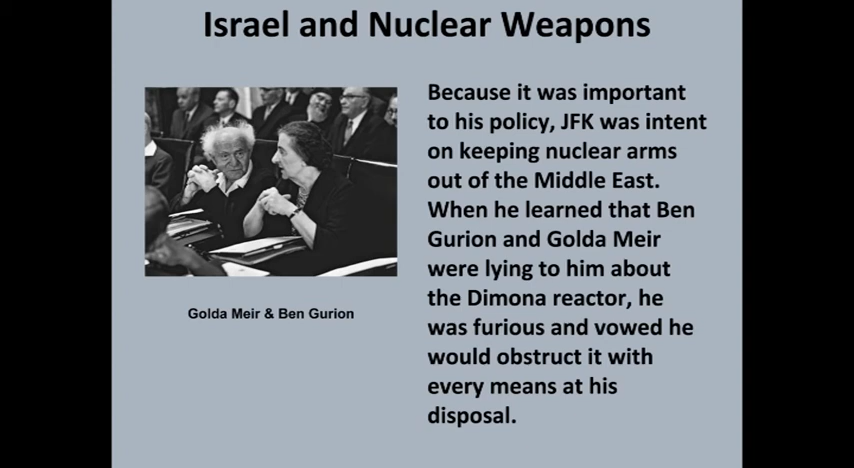 Israel and Nuclear Weapons
Because it was important
to his policy, JFK was intent
on keeping nuclear arms
out of the Middle East.
When he learned that Ben
Gurion and Golda Meir
were lying to him about
the Dimona reactor, he
was furious and vowed he
would obstruct it with
every means at his
disposal.
Golda Meir & Ben Gurion